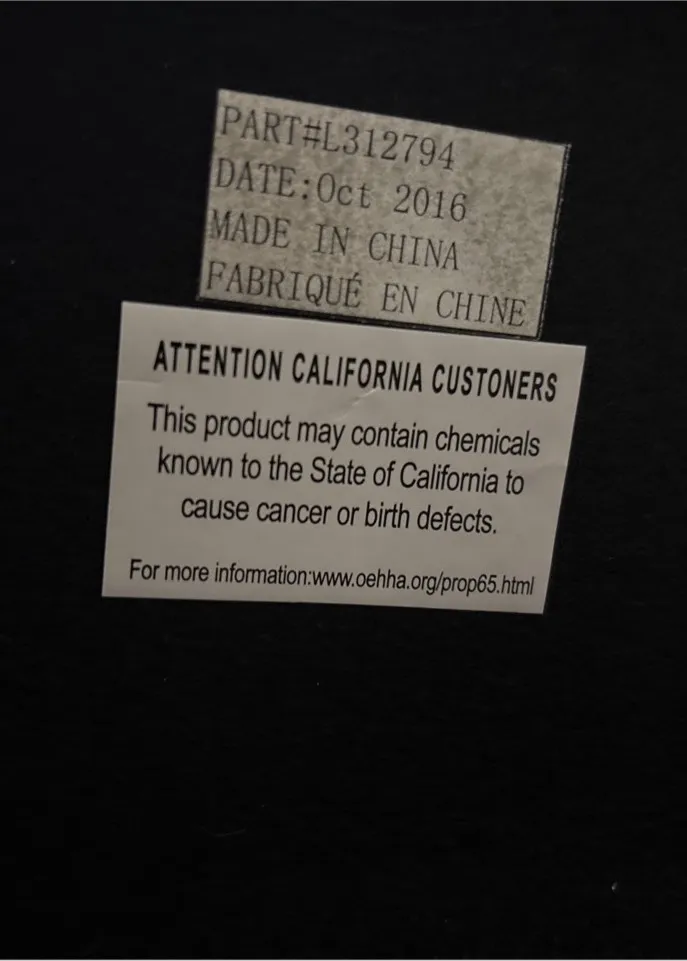 PART#L312794
DATE:Oct 2016
MADE IN CHINA
FABRIQUÉ EN CHINE
ATTENTION CALIFORNIA CUSTONERS
This product may contain chemicals
known to the State of California to
cause cancer or birth defects.
For more information:www.oehha.org/prop65.html